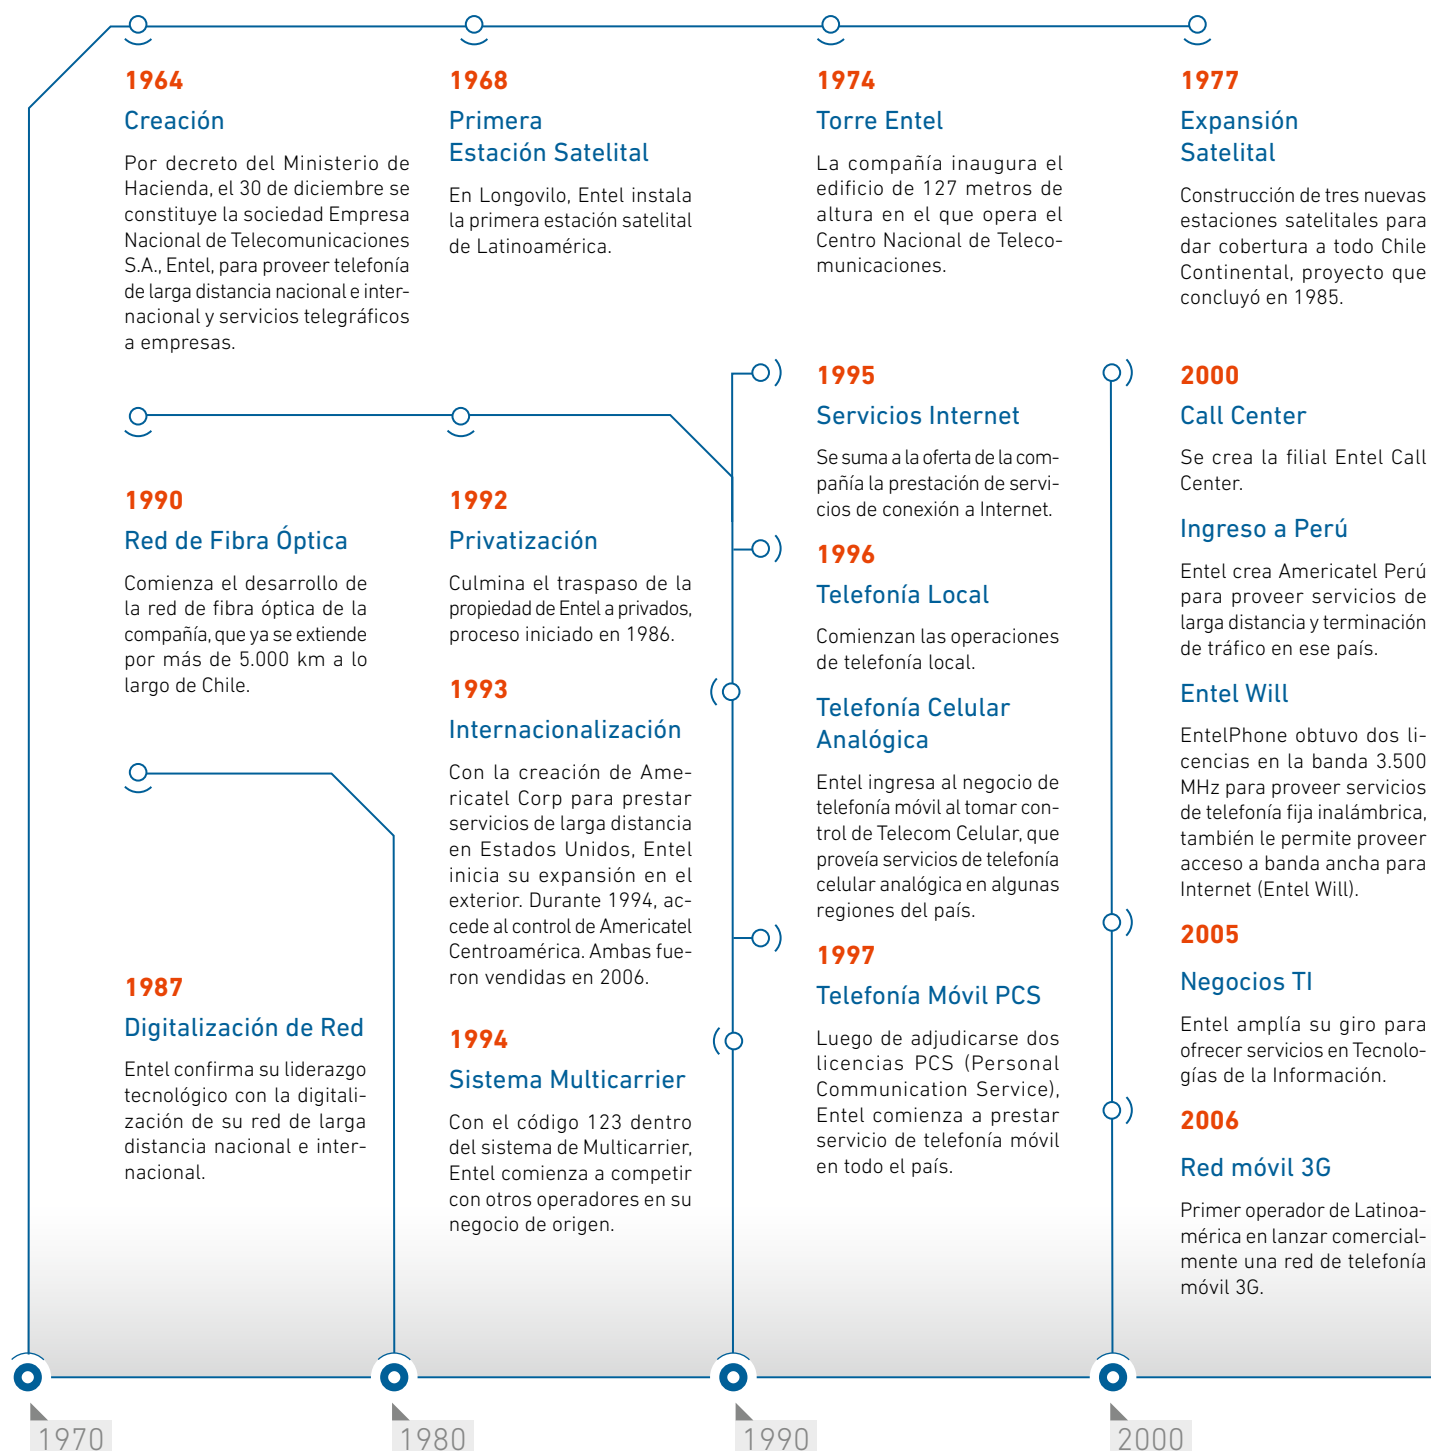 1964
Creación
Por decreto del Ministerio de
Hacienda, el 30 de diciembre se
constituye la sociedad Empresa
Nacional de Telecomunicaciones
S.A., Entel, para proveer telefonía
de larga distancia nacional e inter-
nacional y servicios telegráficos
a empresas.
1968
Primera
Estación Satelital
En Longovilo, Entel instala
la primera estación satelital
de Latinoamérica.
1974
Torre Entel
La compañía inaugura el
edificio de 127 metros de
altura en el que opera el
Centro Nacional de Teleco-
municaciones.
1977
Expansión
Satelital
Construcción de tres nuevas
estaciones satelitales para
dar cobertura a todo Chile
Continental, proyecto que
concluyó en 1985.
1990
Red de Fibra Óptica
Comienza el desarrollo de
la red de fibra óptica de la
compañía, que ya se extiende
por más de 5.000 km a lo
largo de Chile.
1987
Digitalización de Red
Entel confirma su liderazgo
tecnológico con la digitali-
zación de su red de larga
distancia nacional e inter-
nacional.
1992
Privatización
Culmina el traspaso de la
propiedad de Entel a privados,
proceso iniciado en 1986.
1993
Internacionalización
Con la creación de Ame-
ricatel Corp para prestar
servicios de larga distancia
en Estados Unidos, Entel
inicia su expansión en el
exterior. Durante 1994, ac-
cede al control de Americatel
Centroamérica. Ambas fue-
ron vendidas en 2006.
1994
Sistema Multicarrier
Con el código 123 dentro
del sistema de Multicarrier,
Entel comienza a competir
con otros operadores en su
negocio de origen.
1995
Servicios Internet
Se suma a la oferta de la com-
pañía la prestación de servi-
cios de conexión a Internet.
1996
Telefonía Local
Comienzan las operaciones
de telefonía local.
Telefonía Celular
Analógica
Entel ingresa al negocio de
telefonía móvil al tomar con-
trol de Telecom Celular, que
proveía servicios de telefonía
celular analógica en algunas
regiones del país.
1997
Telefonía Móvil PCS
Luego de adjudicarse dos
licencias PCS (Personal
Communication Service),
Entel comienza a prestar
servicio de telefonía móvil
en todo el país.
2000
Call Center
Se crea la filial Entel Call
Center.
Ingreso a Perú
Entel crea Americatel Perú
para proveer servicios de
larga distancia y terminación
de tráfico en ese país.
Entel Will
EntelPhone obtuvo dos li-
cencias en la banda 3.500
MHz para proveer servicios
de telefonía fija inalámbrica,
también le permite proveer
acceso a banda ancha para
Internet (Entel Will).
2005
Negocios TI
Entel amplía su giro para
ofrecer servicios en Tecnolo-
gías de la Información.
2006
Red móvil 3G
Primer operador de Latinoa-
mérica en lanzar comercial-
mente una red de telefonía
móvil 3G.
1970
1980
1990
2000